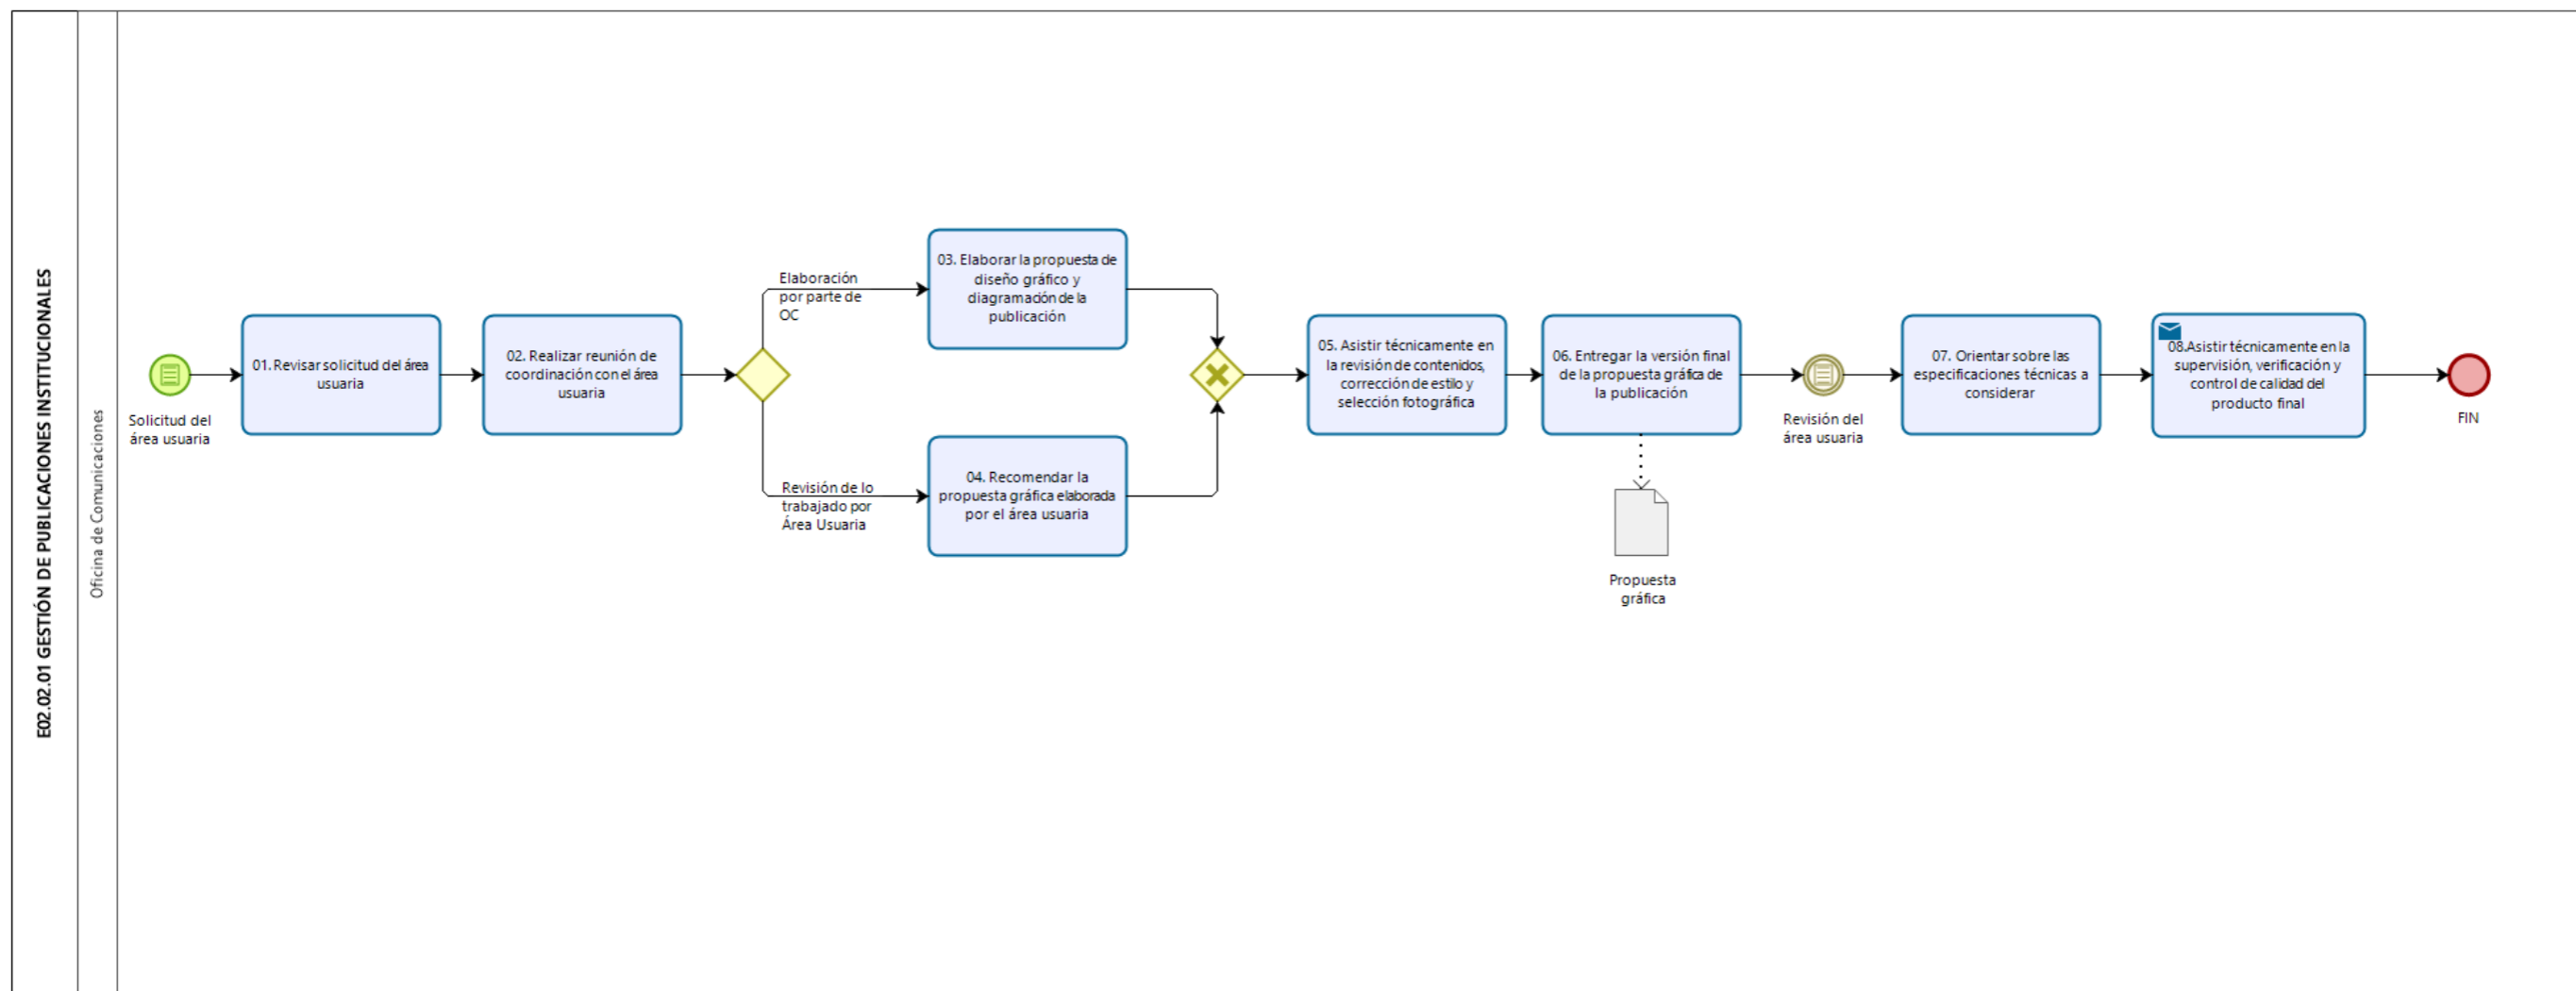 E02.02.01 GESTIÓN DE PUBLICACIONES INSTITUCIONALES
Oficina de Comunicaciones
Solicitud del
área usuaria
01. Revisar solicitud del área
usuaria
02. Realizar reunión de
coordinación con el área
usuaria
Elaboración
por parte de
OC
03. Elaborar la propuesta de
diseño gráfico y
diagramación de la
publicación
Revisión de lo
trabajado por
Área Usuaria
04. Recomendar la
propuesta gráfica elaborada
por el área usuaria
05. Asistir técnicamente en
la revisión de contenidos,
corrección de estilo y
selección fotográfica
06. Entregar la versión final
de la propuesta gráfica de
la publicación
Propuesta
gráfica
Revisión del
área usuaria
07. Orientar sobre las
especificaciones técnicas a
considerar
08.Asistir técnicamente en la
supervisión, verificación y
control de calidad del
producto final
FIN